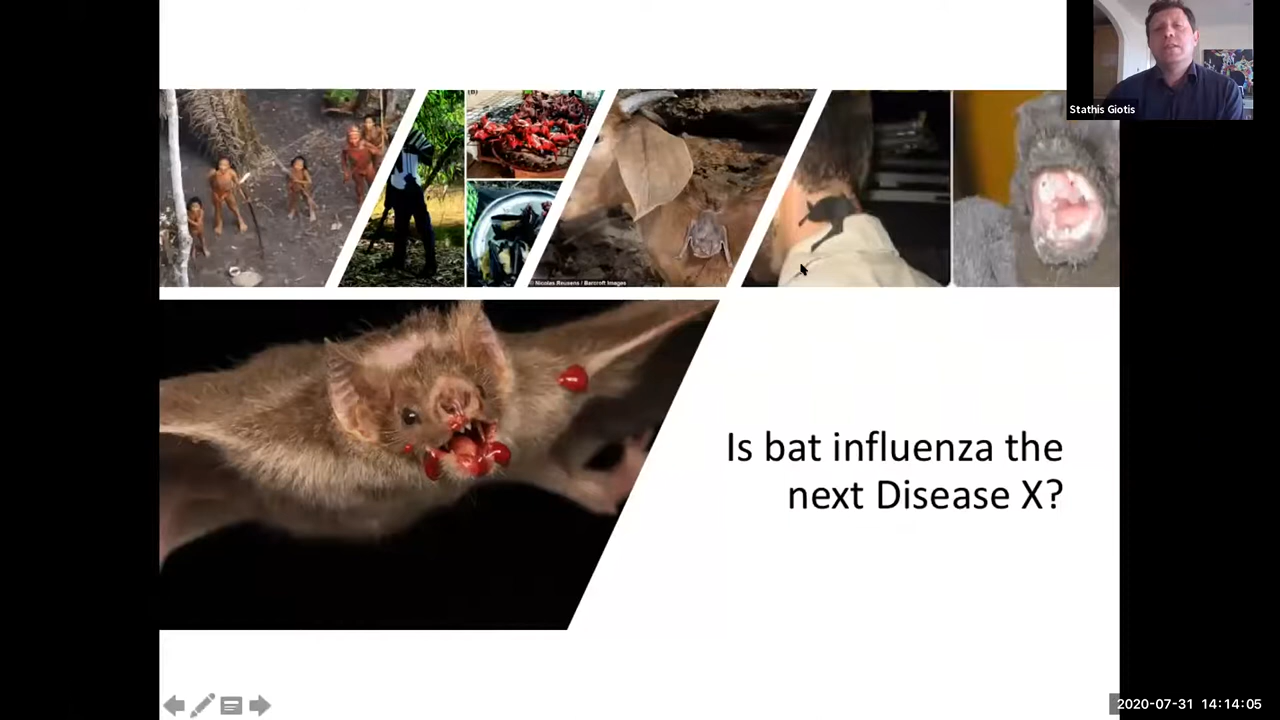 Stathis Giotis
© Nicolas Reusens / Barcroft Images
Is bat influenza the
next Disease X?
2020-07-31 14:14:05